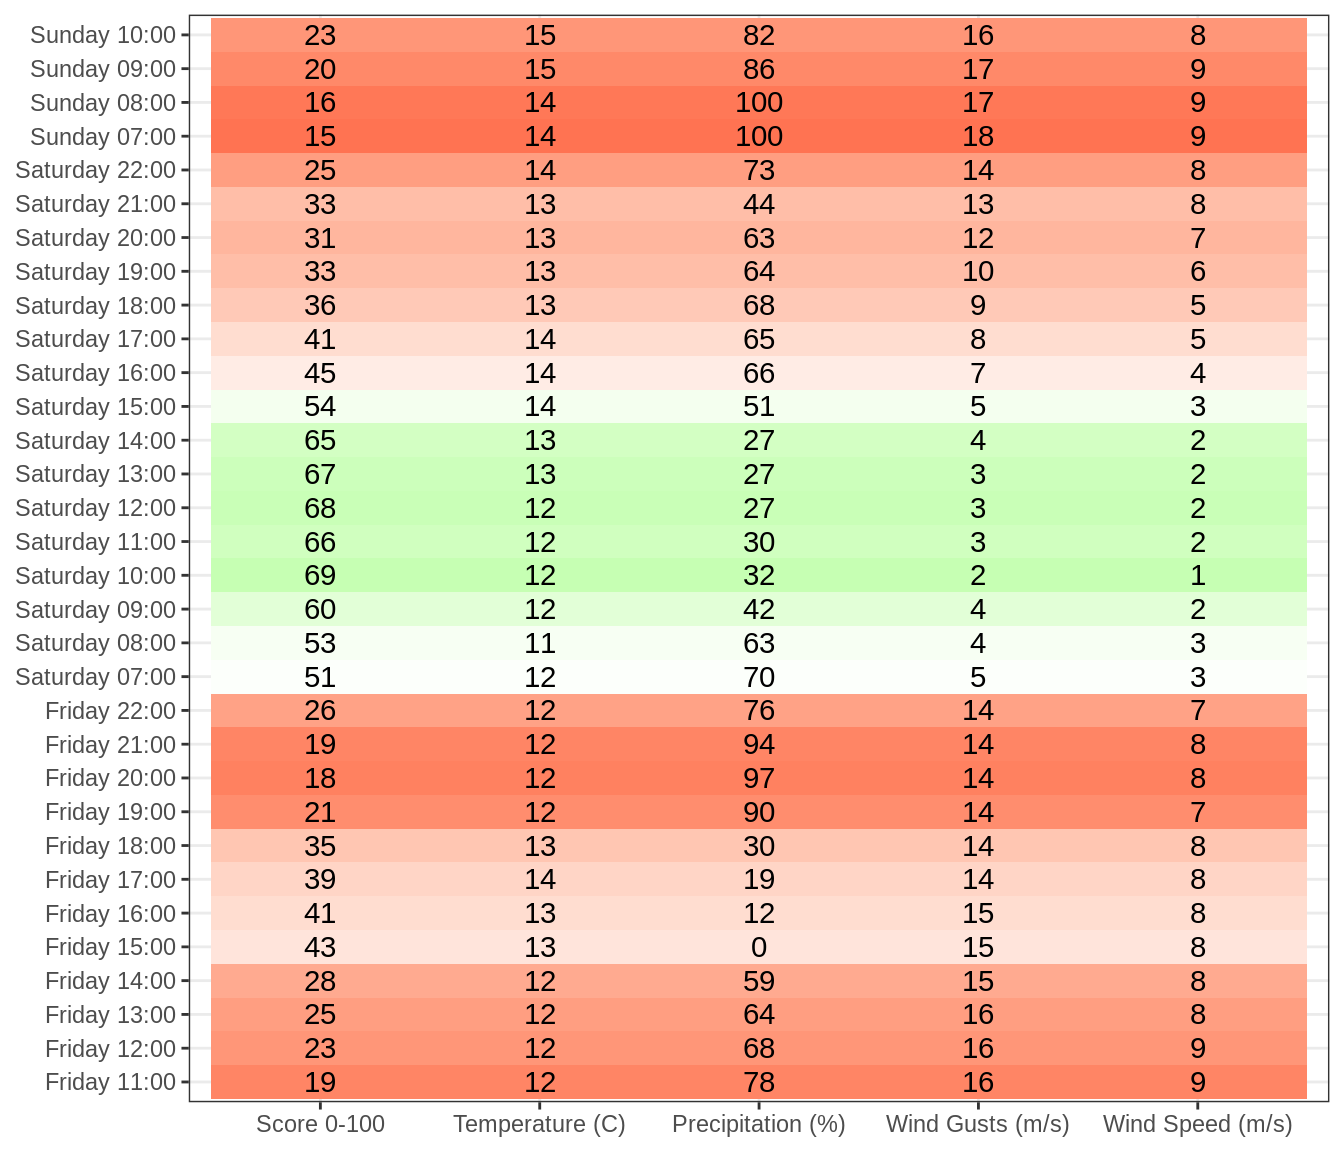 Sunday 10:00 23 15 82 16 8
Sunday 09:00 20 15 86 17 9
Sunday 08:00 16 14 100 17 9
Sunday 07:00 15 14 100 18 9
Saturday 22:00 25 14 73 14 8
Saturday 21:00 33 13 44 13 8
Saturday 20:00 31 13 63 12 7
Saturday 19:00 33 13 64 10 6
Saturday 18:00 36 13 68 9 5
Saturday 17:00 41 14 65 8 5
Saturday 16:00 45 14 66 7 4
Saturday 15:00 54 14 51 5 3
Saturday 14:00 65 13 27 4 2
Saturday 13:00 67 13 27 3 2
Saturday 12:00 68 12 27 3 2
Saturday 11:00 66 12 30 3 2
Saturday 10:00 69 12 32 2 1
Saturday 09:00 60 12 42 4 2
Saturday 08:00 53 11 63 4 3
Saturday 07:00 51 12 70 5 3
Friday 22:00 26 12 76 14 7
Friday 21:00 19 12 94 14 8
Friday 20:00 18 12 97 14 8
Friday 19:00 21 12 90 14 7
Friday 18:00 35 13 30 14 8
Friday 17:00 39 14 19 14 8
Friday 16:00 41 13 12 15 8
Friday 15:00 43 13 0 15 8
Friday 14:00 28 12 59 15 8
Friday 13:00 25 12 64 16 8
Friday 12:00 23 12 68 16 9
Friday 11:00 19 12 78 16 9
Score 0-100 Temperature (C) Precipitation (%) Wind Gusts (m/s) Wind Speed (m/s)